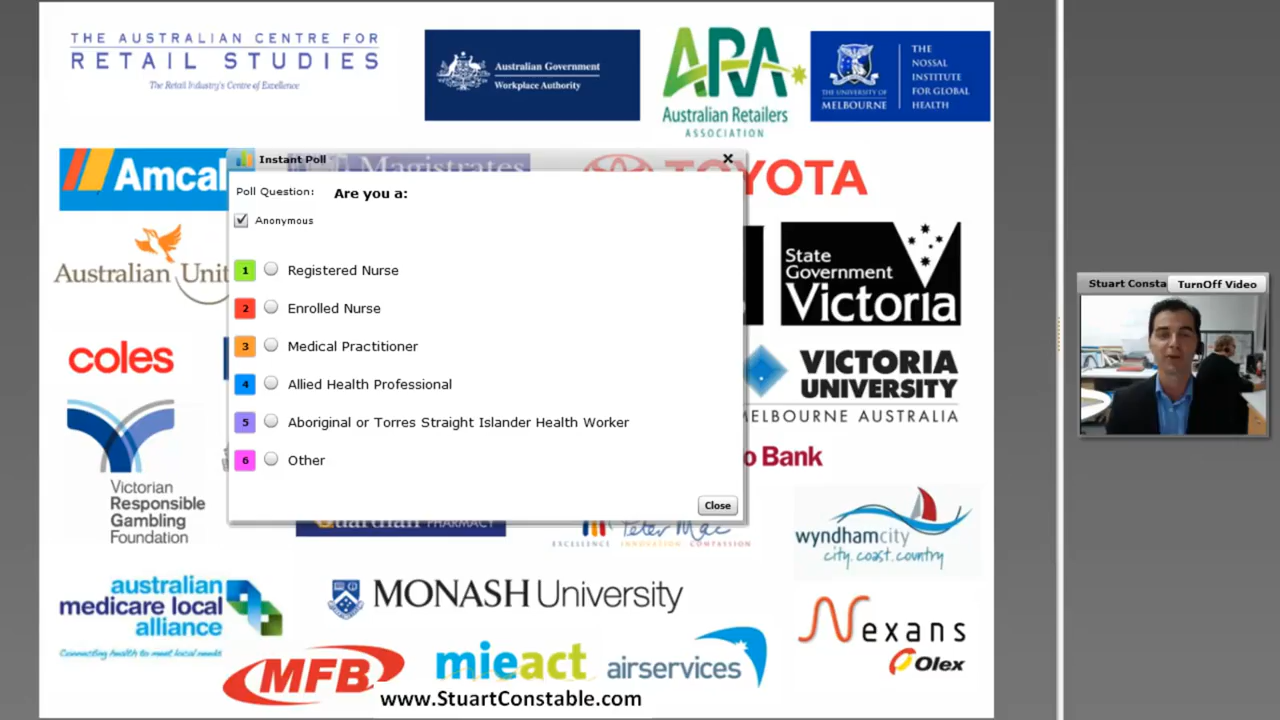 THE AUSTRALIAN CENTRE FOR
RETAIL STUDIES
The Retail Industry's Centre of Excellence
Australian Government
Workplace Authority
ARA
Australian Retailers
ASSOCIATION
THE UNIVERSITY OF
MELBOURNE
THE
NOSSAL
INSTITUTE
FOR GLOBAL
HEALTH
Amcal
Magistrates
TOYOTA
Instant Poll
Poll Question:
Are you a:
Anonymous
1 Registered Nurse
2 Enrolled Nurse
3 Medical Practitioner
4 Allied Health Professional
5 Aboriginal or Torres Straight Islander Health Worker
6 Other
Close
Australian Unit
State
Government
Victoria
Stuart Consta
TurnOff Video
coles
VICTORIA
UNIVERSITY
MELBOURNE AUSTRALIA
o Bank
Victorian
Responsible
Gambling
Foundation
Guardian PHARMACY
Peter Mac
EXCELLENCE INNOVATION COMPASSION
wyndhamcity
city. coast. country
australian
medicare local
alliance
Connecting health to meet local needs
MONASH University
Nexans
Olex
MFB
mieact
airservices
www.StuartConstable.com